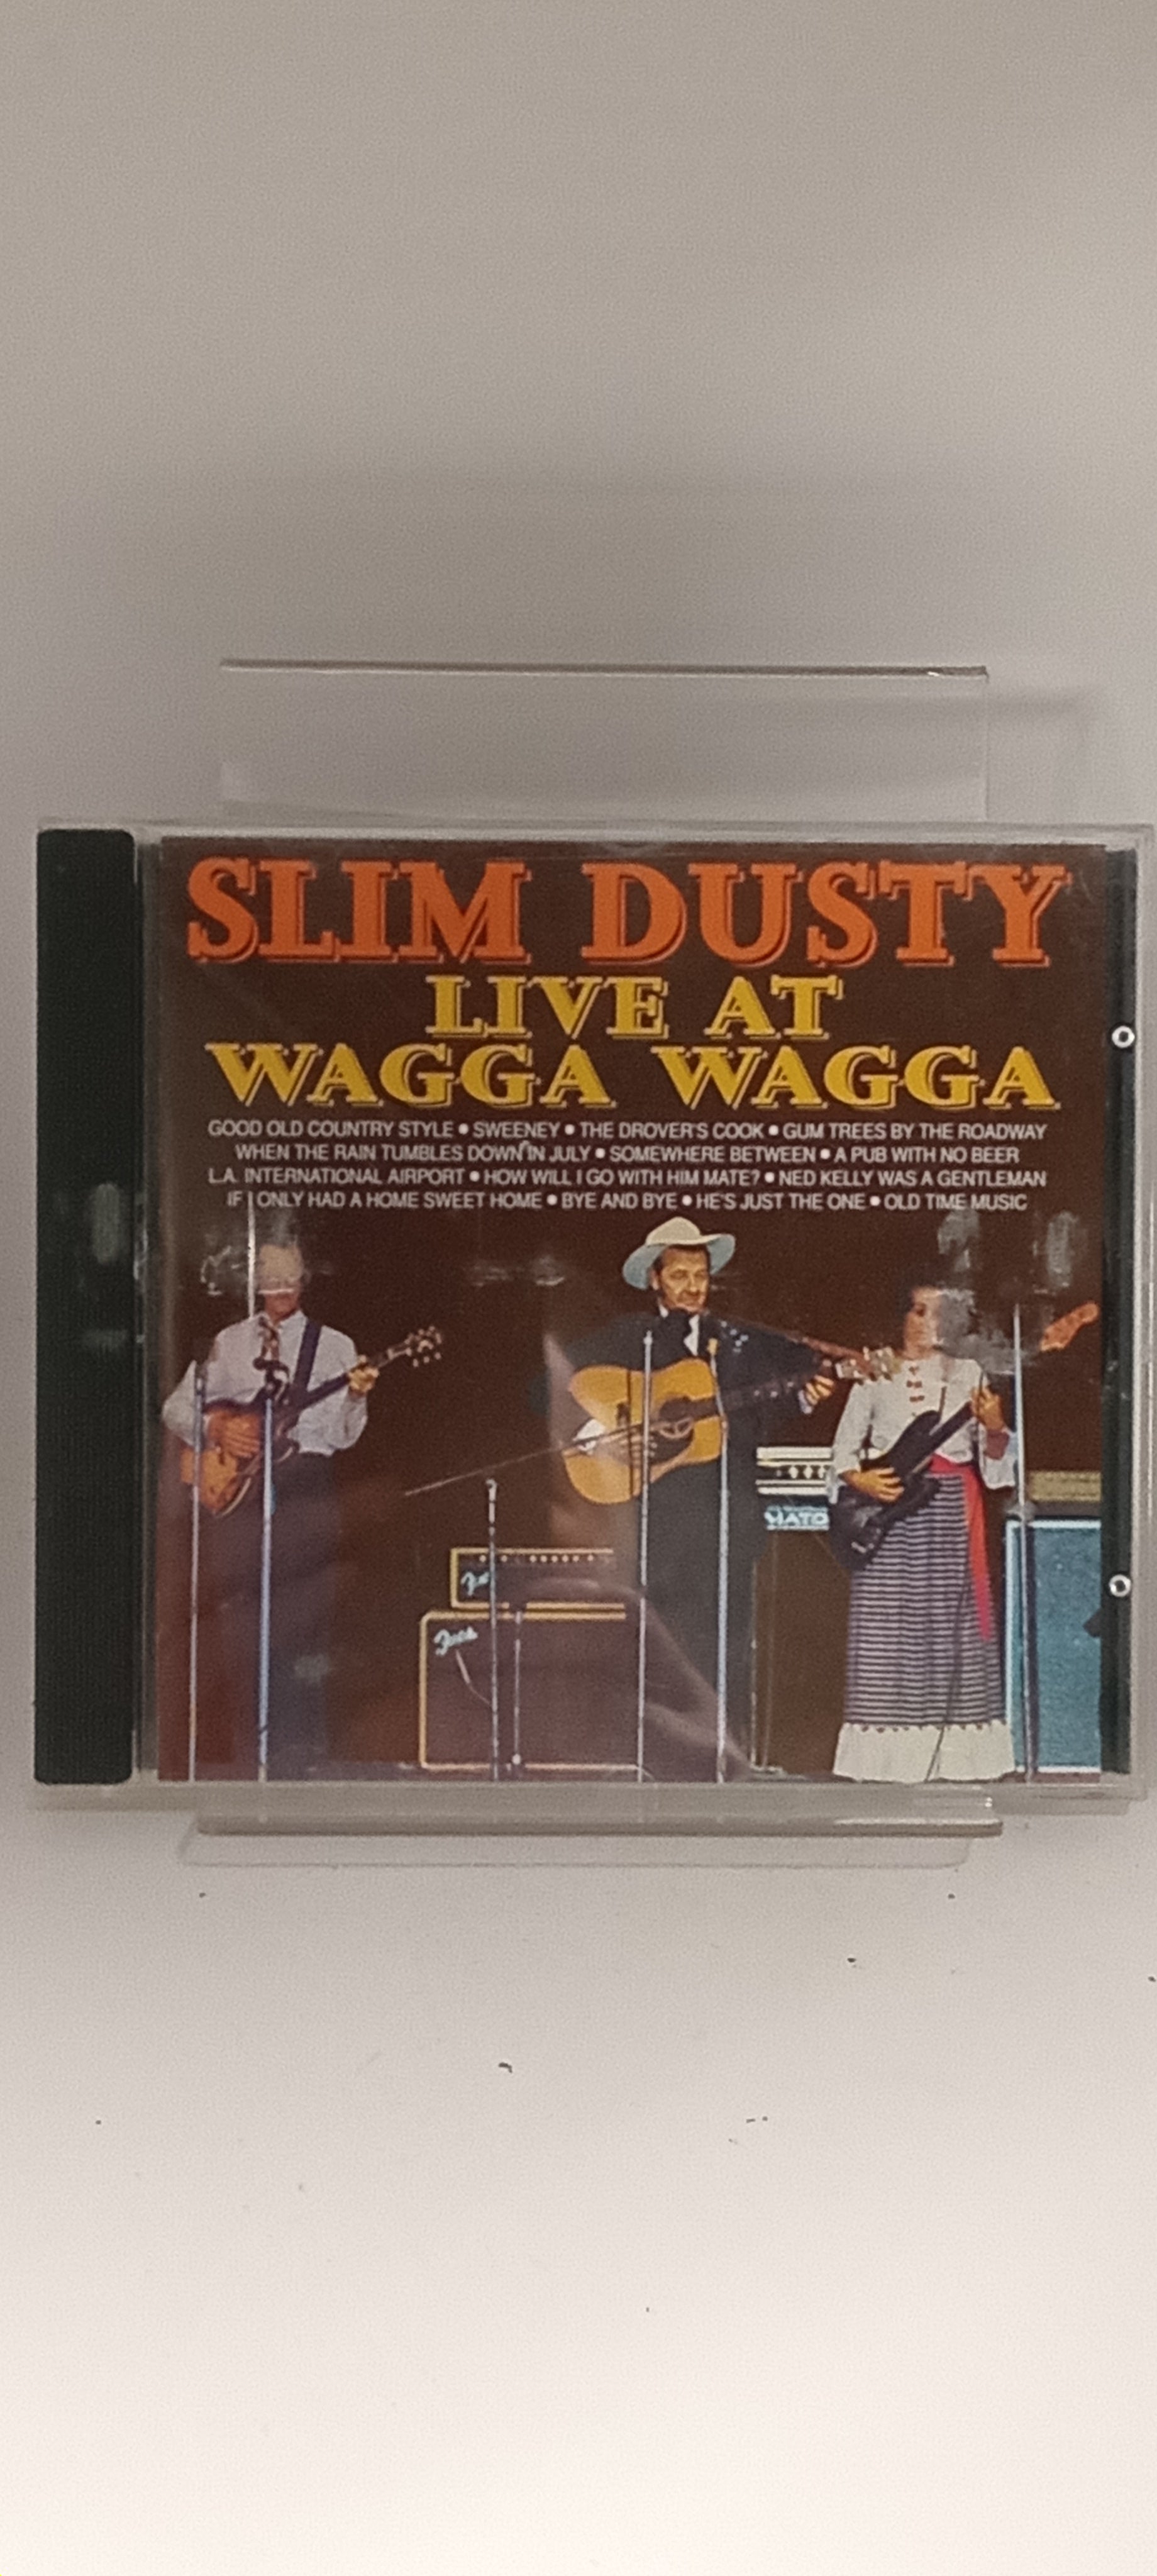 SLIM DUSTY
LIVE AT
WAGGA WAGGA
GOOD OLD COUNTRY STYLE • SWEENEY • THE DROVER'S COOK • GUM TREES BY THE ROADWAY
WHEN THE RAIN TUMBLES DOWN IN JULY • SOMEWHERE BETWEEN • A PUB WITH NO BEER
L.A. INTERNATIONAL AIRPORT • HOW WILL I GO WITH HIM MATE? • NED KELLY WAS A GENTLEMAN
IF I ONLY HAD A HOME SWEET HOME • BYE AND BYE • HE'S JUST THE ONE • OLD TIME MUSIC